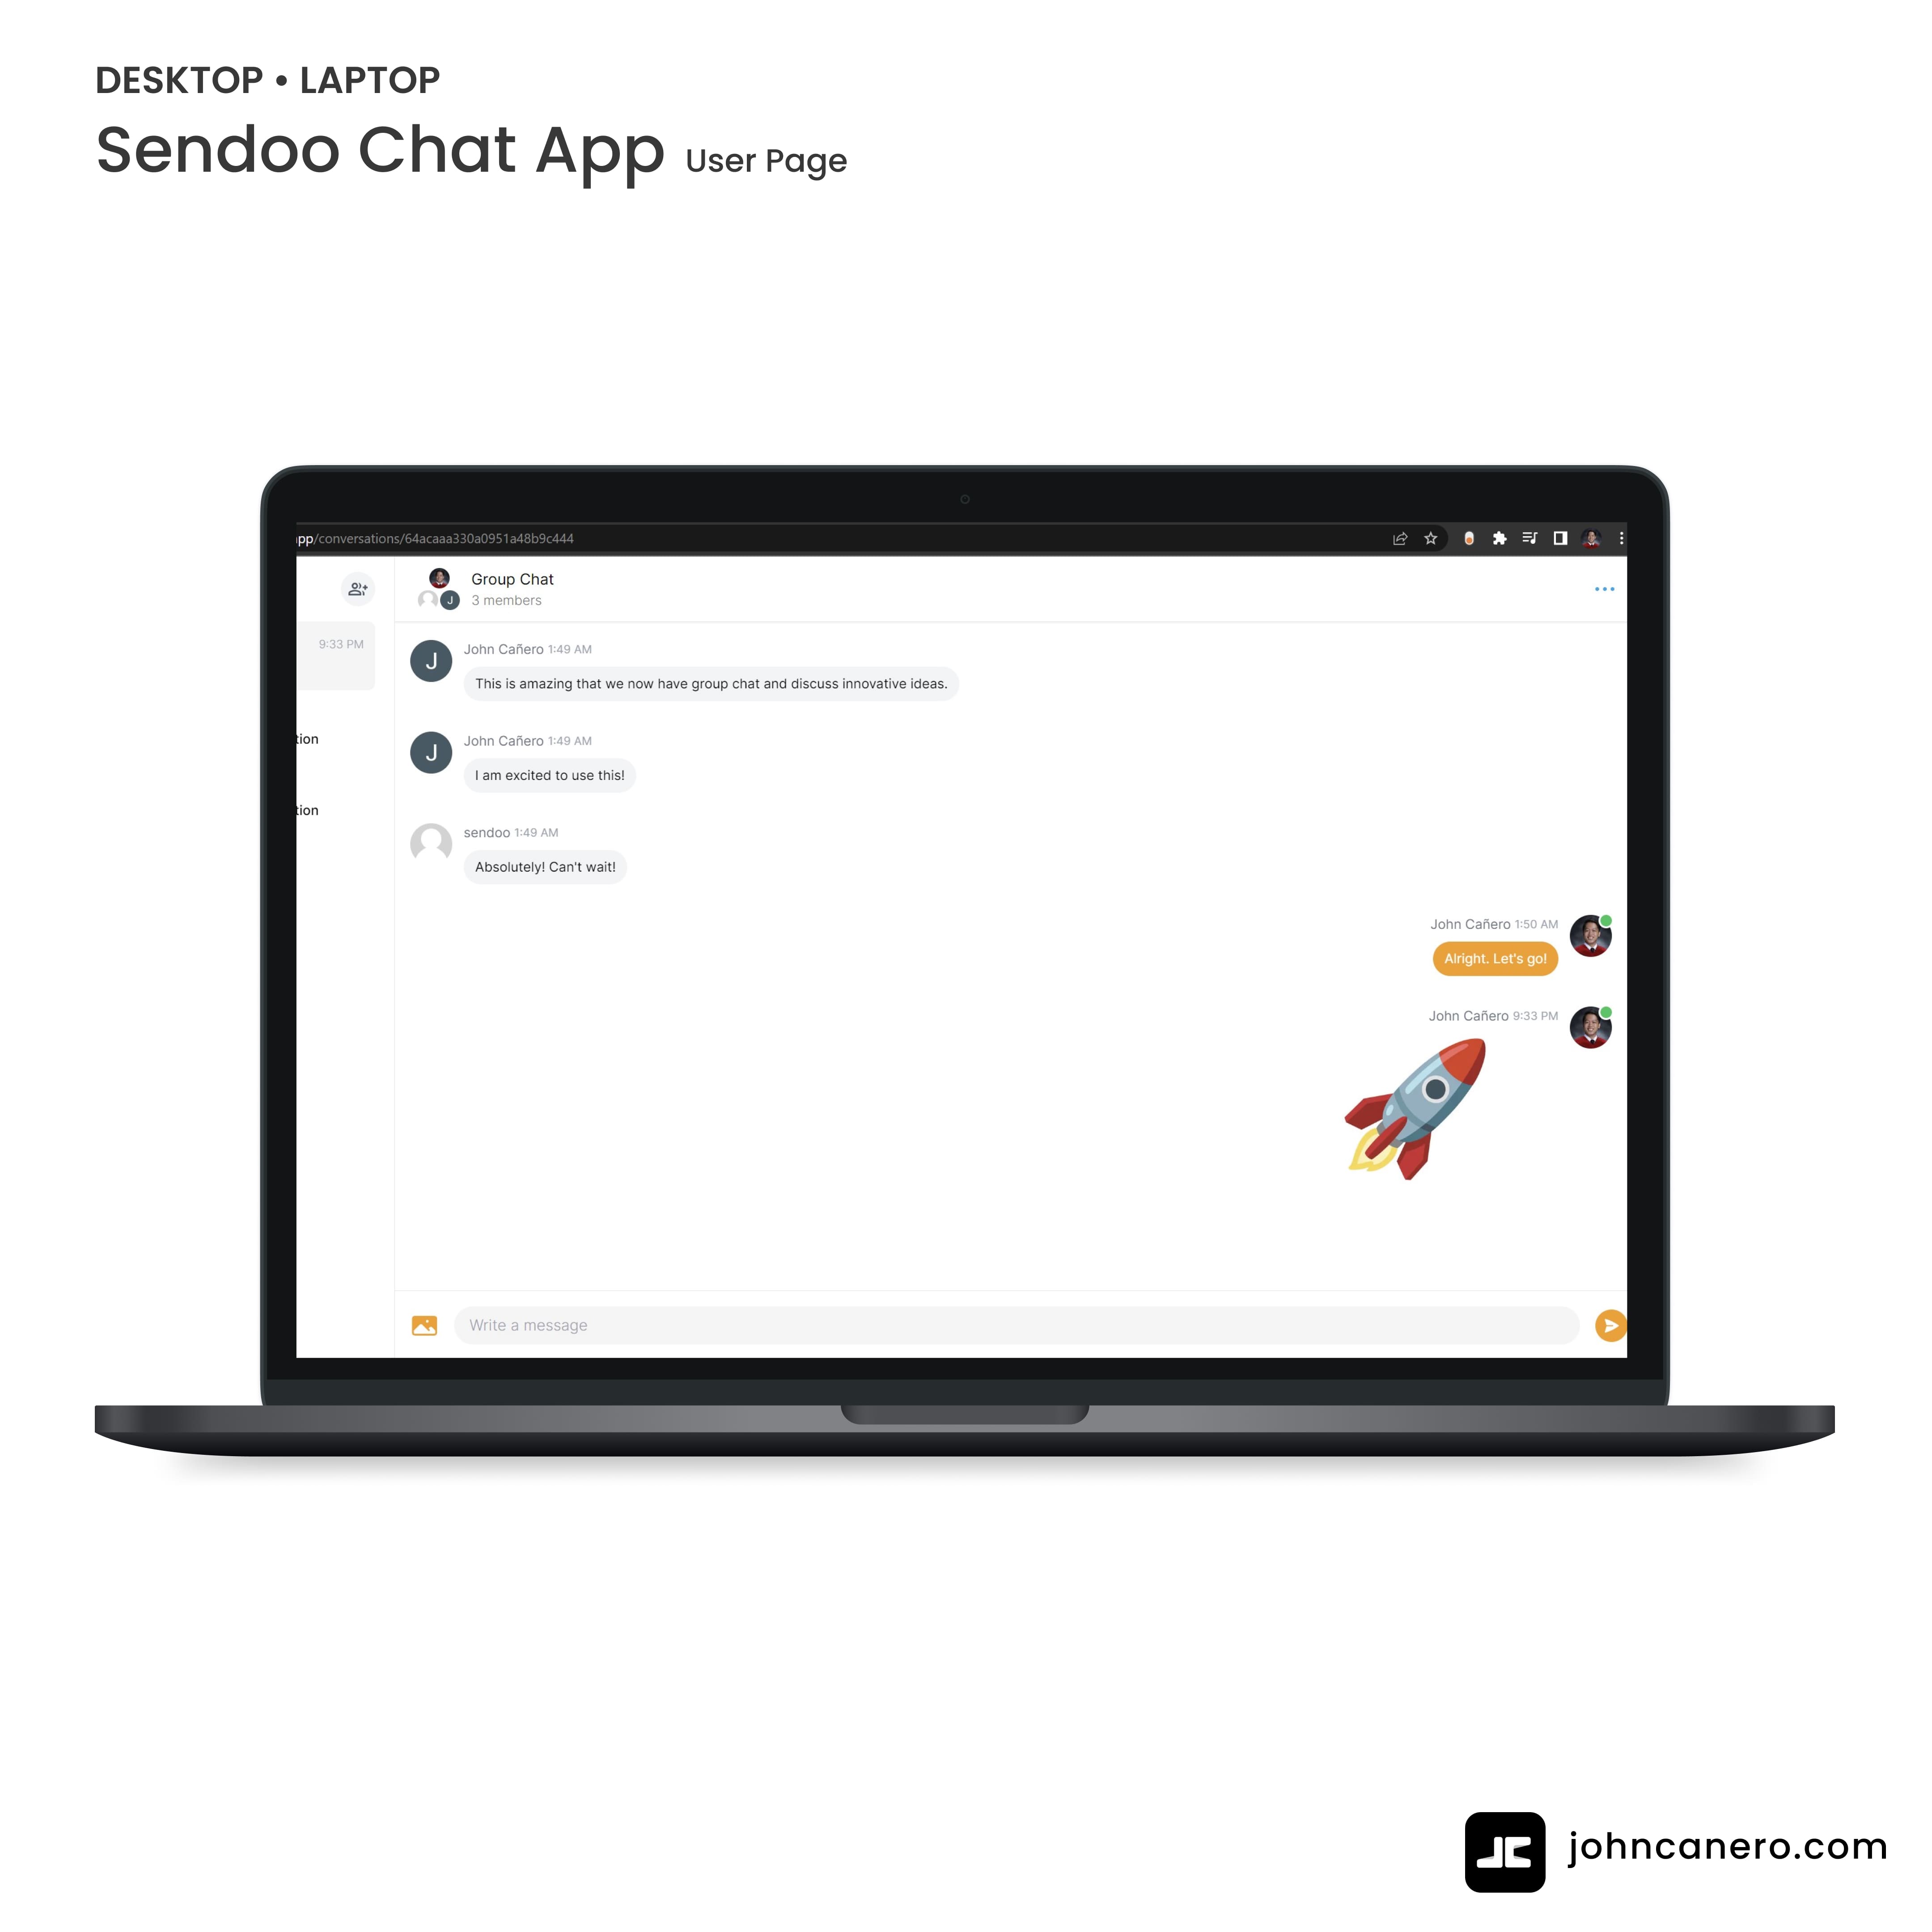 DESKTOP • LAPTOP
Sendoo Chat App User Page
pp/conversations/64acaaa330a0951a48b9c444
Group Chat
3 members
9:33 PM
tion
tion
J
J John Cañero 1:49 AM
This is amazing that we now have group chat and discuss innovative ideas.
J John Cañero 1:49 AM
I am excited to use this!
sendoo 1:49 AM
Absolutely! Can't wait!
John Cañero 1:50 AM
Alright. Let's go!
John Cañero 9:33 PM
Write a message
JC johncanero.com